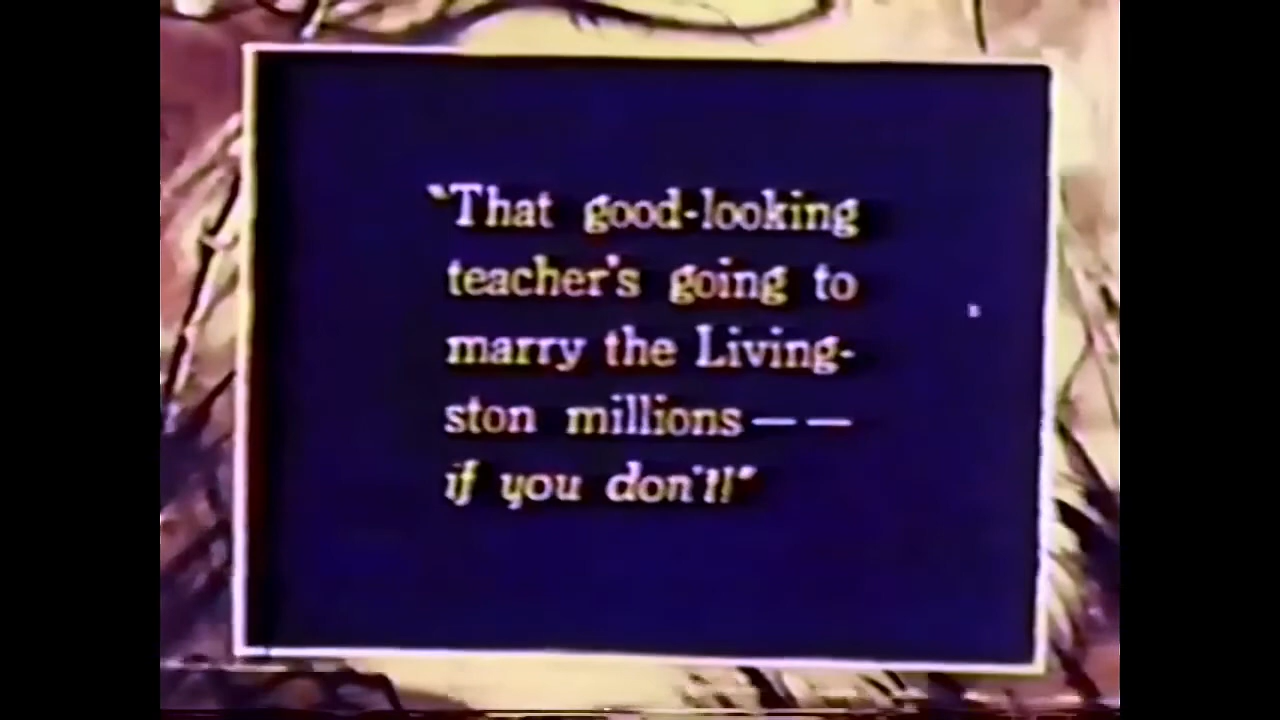 "That good-looking
teacher's going to
marry the Living-
ston millions——
if you don't!"